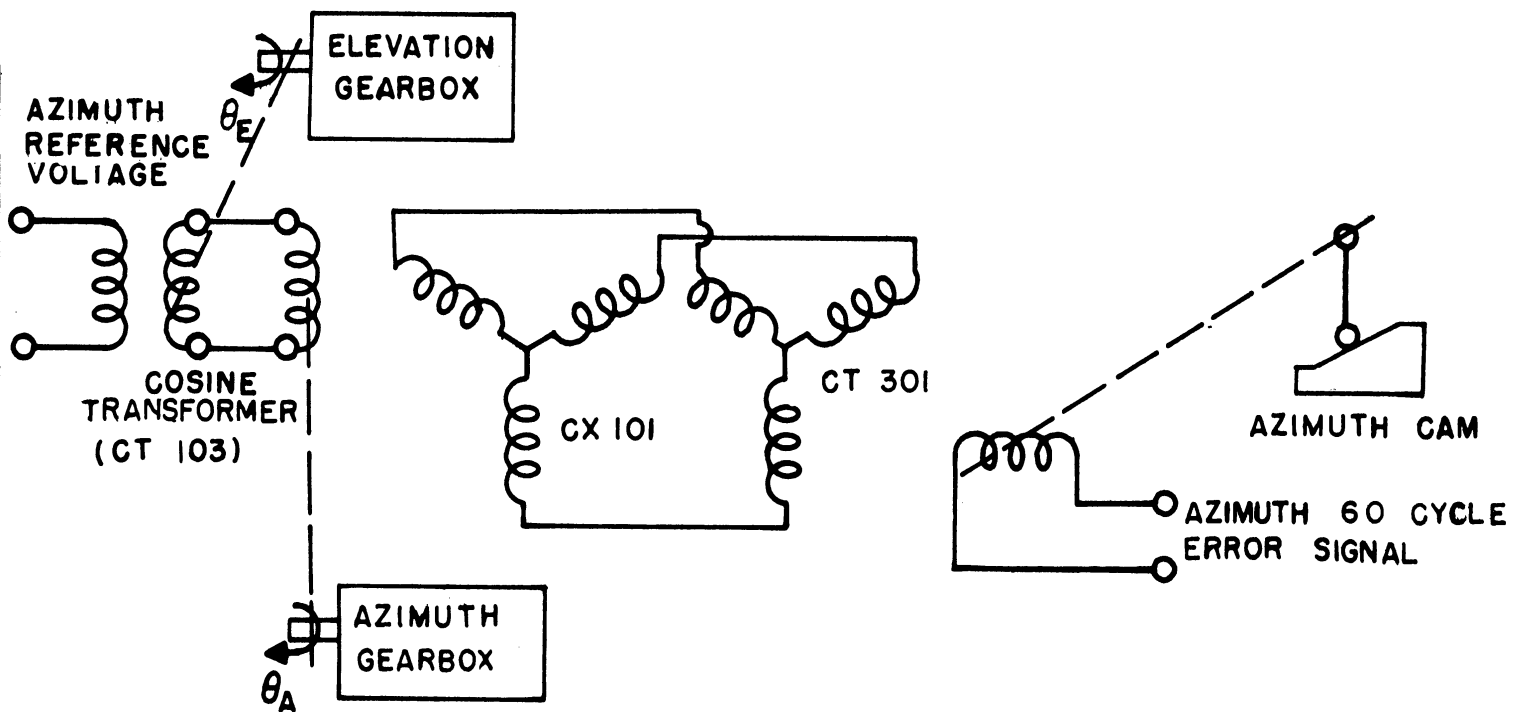 ELEVATION
GEARBOX
θE
AZIMUTH
REFERENCE
VOLIAGE
COSINE
TRANSFORMER
(CT 103)
CX 101
CT 301
AZIMUTH CAM
AZIMUTH 60 CYCLE
ERROR SIGNAL
AZIMUTH
GEARBOX
θA